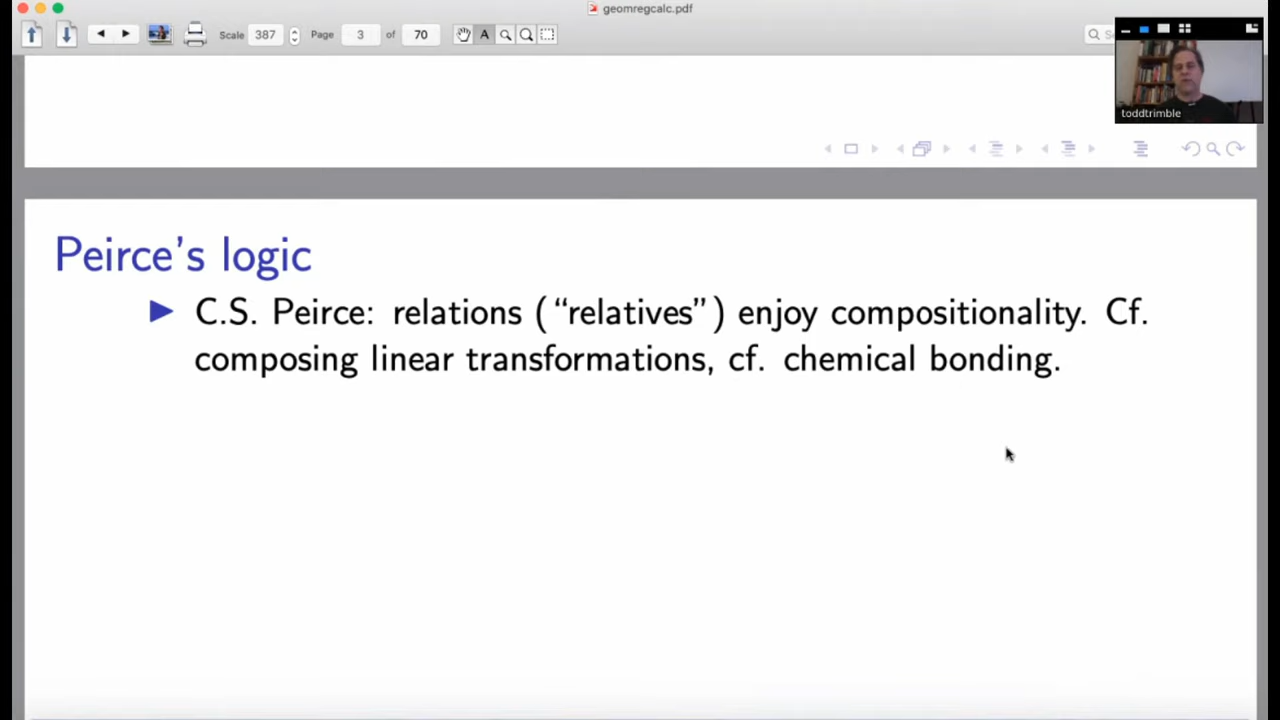 geomregcalc.pdf
Scale 387 Page 3 of 70
toddtrimble
Peirce's logic
C.S. Peirce: relations (“relatives”) enjoy compositionality. Cf.
composing linear transformations, cf. chemical bonding.